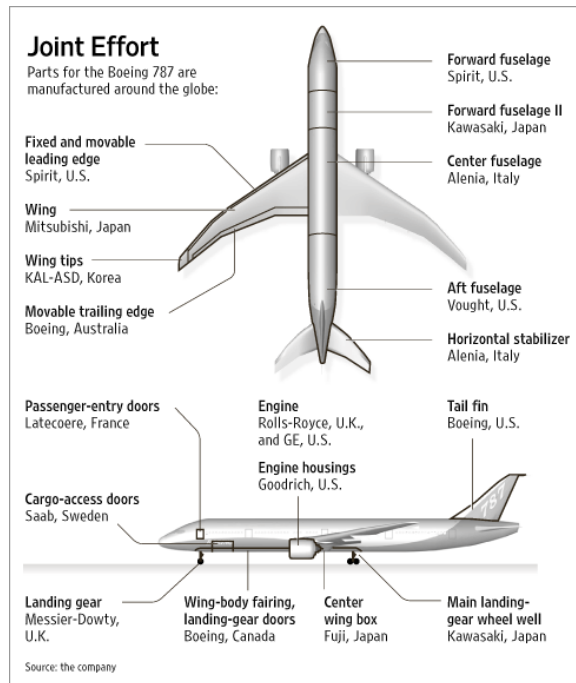 Joint Effort
Parts for the Boeing 787 are
manufactured around the globe:
Forward fuselage
Spirit, U.S.
Forward fuselage II
Kawasaki, Japan
Center fuselage
Alenia, Italy
Aft fuselage
Vought, U.S.
Horizontal stabilizer
Alenia, Italy
Fixed and movable
leading edge
Spirit, U.S.
Wing
Mitsubishi, Japan
Wing tips
KAL-ASD, Korea
Movable trailing edge
Boeing, Australia
Passenger-entry doors
Latecoere, France
Engine
Rolls-Royce, U.K.,
and GE, U.S.
Engine housings
Goodrich, U.S.
Tail fin
Boeing, U.S.
787
Cargo-access doors
Saab, Sweden
Landing gear
Messier-Dowty,
U.K.
Wing-body fairing,
landing-gear doors
Boeing, Canada
Center
wing box
Fuji, Japan
Main landing-
gear wheel well
Kawasaki, Japan
Source: the company